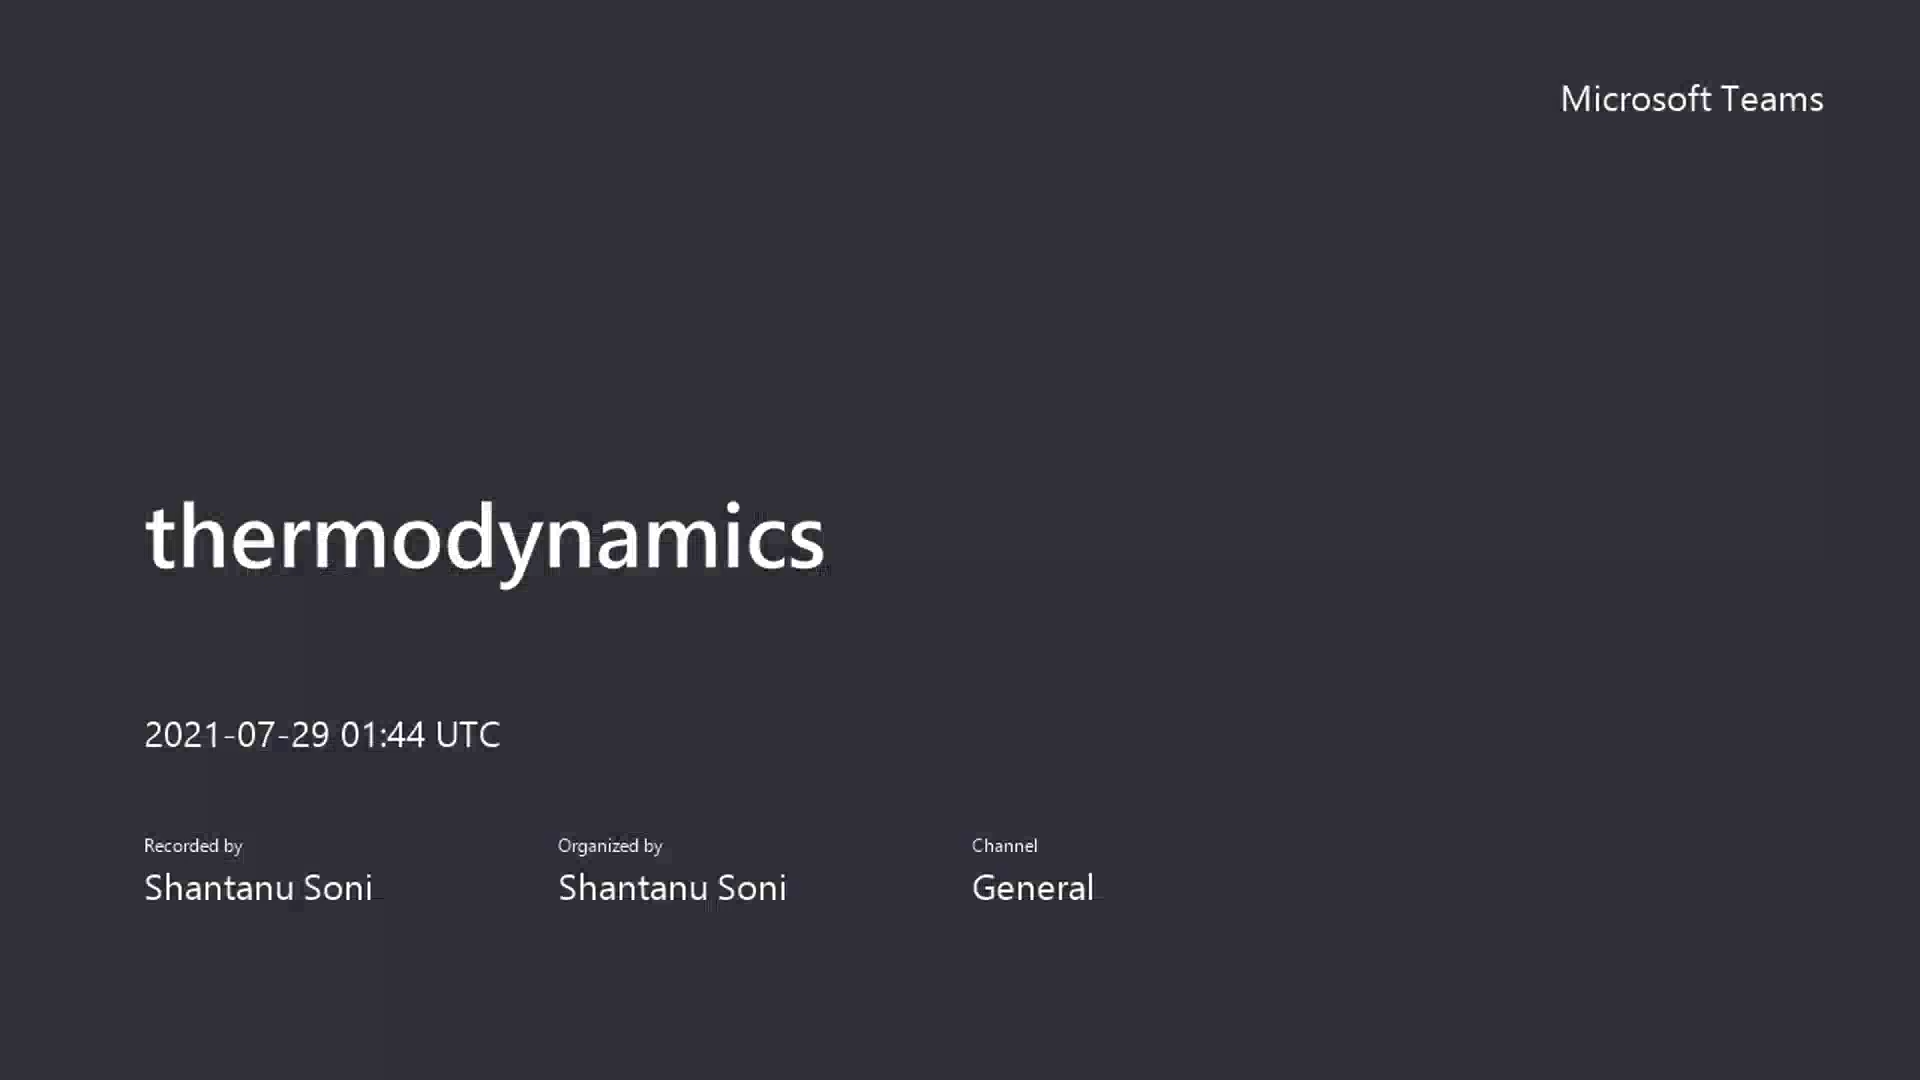 Microsoft Teams
thermodynamics
2021-07-29 01:44 UTC
Recorded by
Shantanu Soni
Organized by
Shantanu Soni
Channel
General